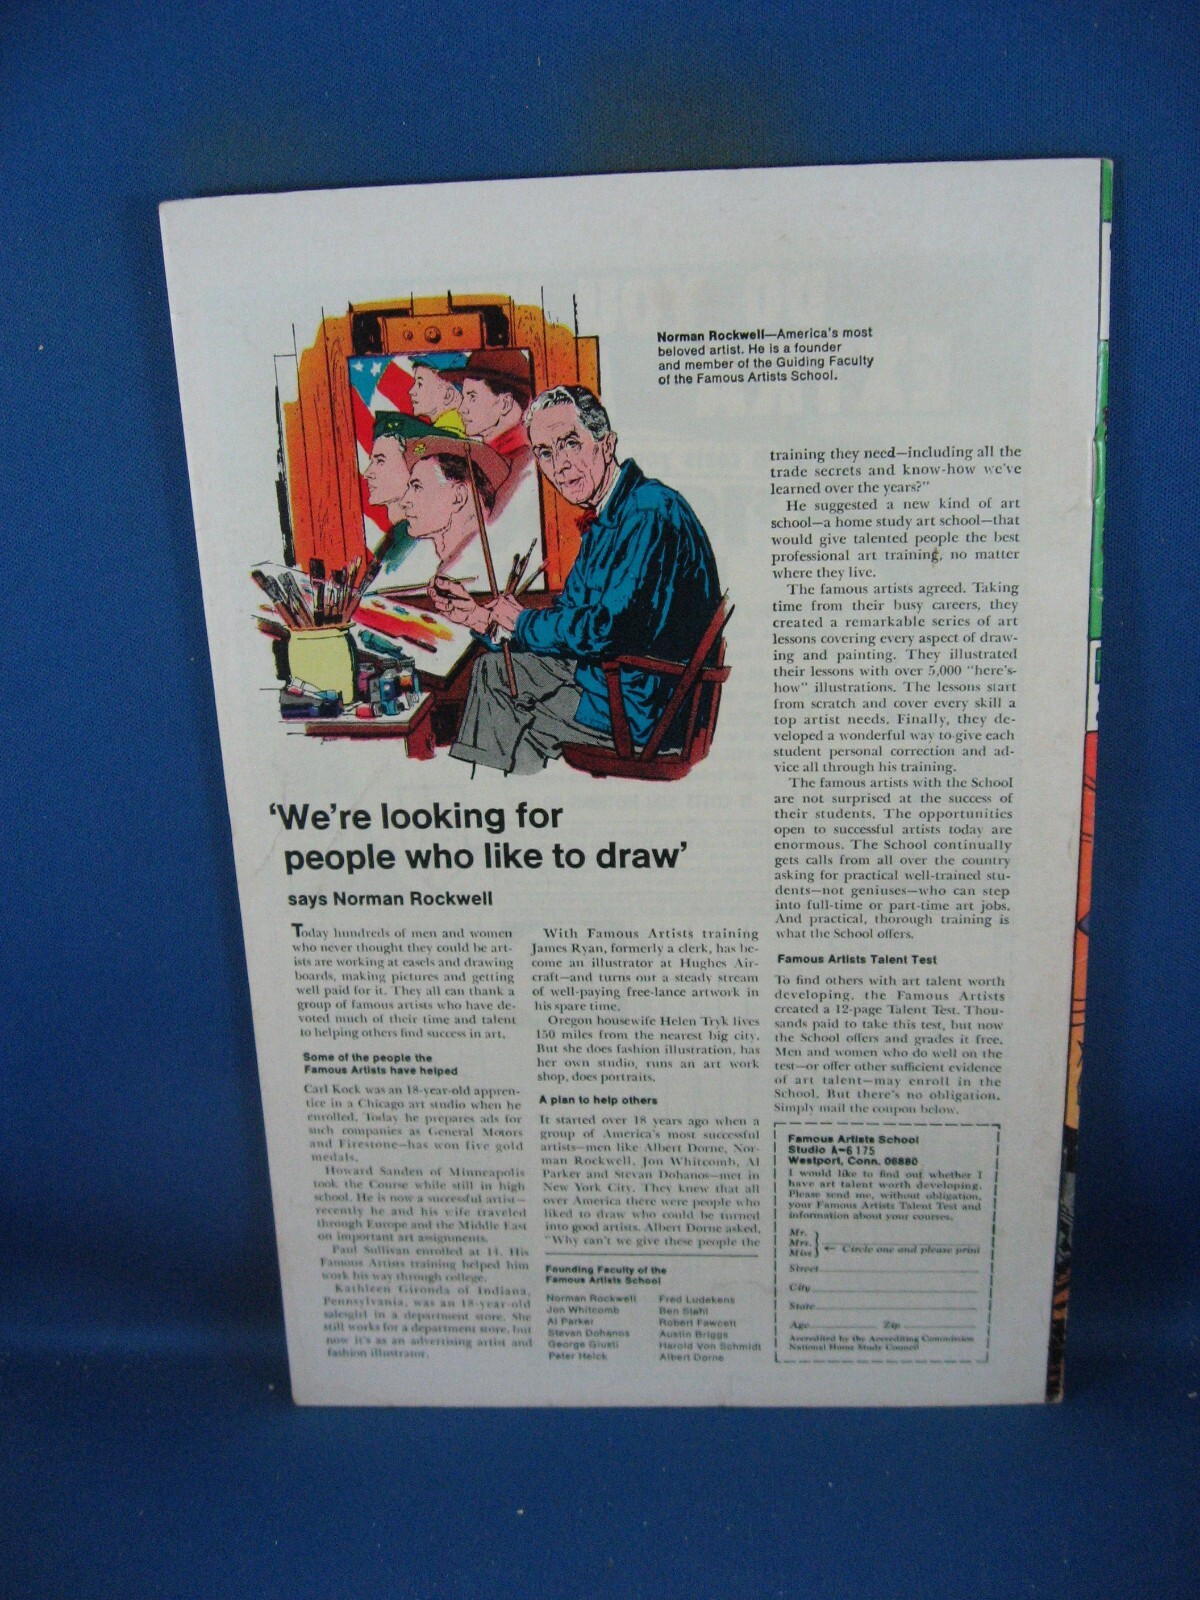 Norman Rockwell—America's most
beloved artist. He is a founder
and member of the Guiding Faculty
of the Famous Artists School.
'We're looking for
people who like to draw'
says Norman Rockwell
Today hundreds of men and women
who never thought they could be art-
ists are working at easels and drawing
boards, making pictures and getting
well paid for it. They all can thank a
group of famous artists who have de-
voted much of their time and talent
to helping others find success in art.
Some of the people the
Famous Artists have helped
Carl Kock was an 18-year-old appren-
tice in a Chicago art studio when he
enrolled. Today he prepares ads for
such companies as General Motors
and Firestone—has won five gold
medals.
Howard Sanden of Minneapolis
took the Course while still in high
school. He is now a successful artist—
recently he and his wife traveled
through Europe and the Middle East
on important art assignments.
Paul Sullivan enrolled at 14. His
Famous Artists training helped him
work his way through college.
Kathleen Gironda of Indiana,
Pennsylvania, was an 18-year-old
salesgirl in a department store. She
still works for a department store, but
now it's as an advertising artist and
fashion illustrator.
With Famous Artists training
James Ryan, formerly a clerk, has be-
come an illustrator at Hughes Air-
craft—and turns out a steady stream
of well-paying free-lance artwork in
his spare time.
Oregon housewife Helen Tryk lives
150 miles from the nearest big city.
But she does fashion illustration, has
her own studio, runs an art work
shop, does portraits.
A plan to help others
It started over 18 years ago when a
group of America's most successful
artists—men like Albert Dorne, Nor-
man Rockwell, Jon Whitcomb, Al
Parker and Stevan Dohanos—met in
New York City. They knew that all
over America there were people who
liked to draw who could be turned
into good artists. Albert Dorne asked,
"Why can't we give these people the
Founding Faculty of the
Famous Artists School
Norman Rockwell
Jon Whitcomb
Al Parker
Stevan Dohanos
George Giusti
Peter Helck
Fred Ludekens
Ben Stahl
Robert Fawcett
Austin Briggs
Harold Von Schmidt
Albert Dorne
training they need—including all the
trade secrets and know-how we've
learned over the years?"
He suggested a new kind of art
school—a home study art school—that
would give talented people the best
professional art training, no matter
where they live.
The famous artists agreed. Taking
time from their busy careers, they
created a remarkable series of art
lessons covering every aspect of draw-
ing and painting. They illustrated
their lessons with over 5,000 "here's-
how" illustrations. The lessons start
from scratch and cover every skill a
top artist needs. Finally, they de-
veloped a wonderful way to give each
student personal correction and ad-
vice all through his training.
The famous artists with the School
are not surprised at the success of
their students. The opportunities
open to successful artists today are
enormous. The School continually
gets calls from all over the country
asking for practical well-trained stu-
dents—not geniuses—who can step
into full-time or part-time art jobs.
And practical, thorough training is
what the School offers.
Famous Artists Talent Test
To find others with art talent worth
developing, the Famous Artists
created a 12-page Talent Test. Thou-
sands paid to take this test, but now
the School offers and grades it free.
Men and women who do well on the
test—or offer other sufficient evidence
of art talent—may enroll in the
School. But there's no obligation.
Simply mail the coupon below.
Famous Artists School
Studio A-6175
Westport, Conn. 06880
I would like to find out whether I
have art talent worth developing.
Please send me, without obligation,
your Famous Artists Talent Test and
information about your courses.
Mr.
Mrs. ← Circle one and please print
Miss
Street
City
State
Age Zip
Accredited by the Accrediting Commission
National Home Study Council